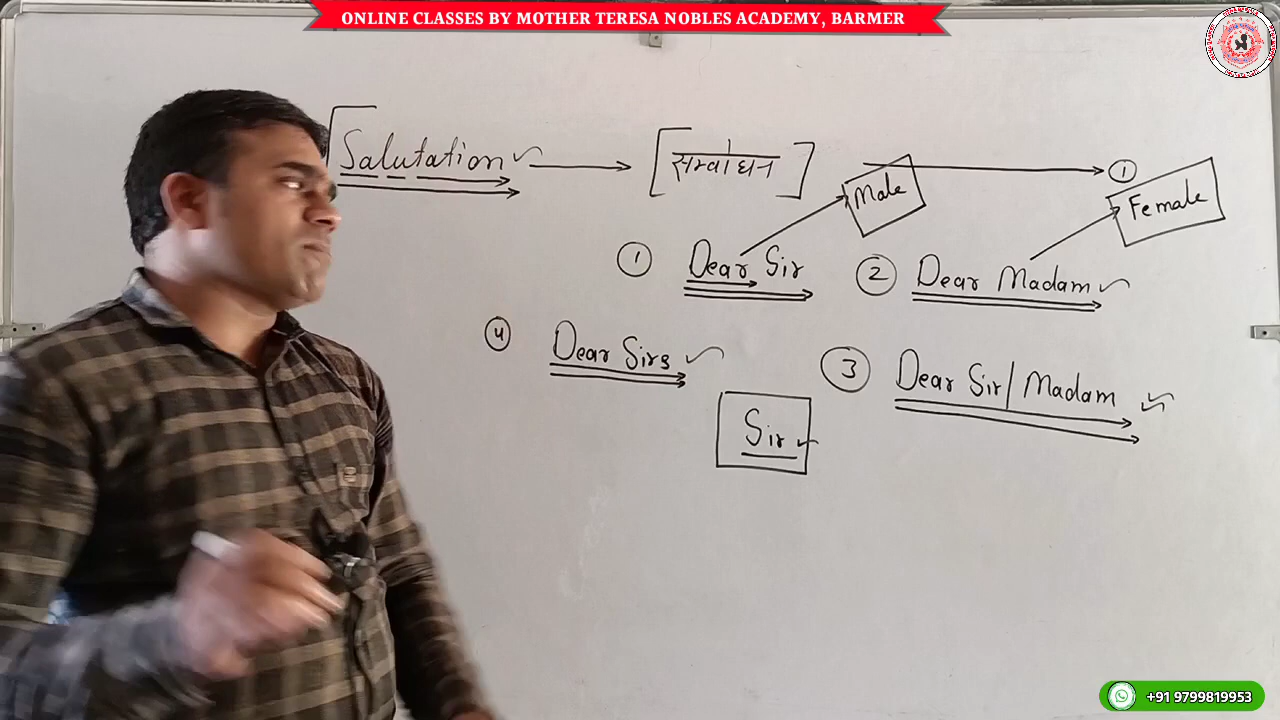 ONLINE CLASSES BY MOTHER TERESA NOBLES ACADEMY, BARMER
Salutation
सम्बोधन
Male
①
Female
① Dear Sir
② Dear Madam
④ Dear Sirs
③ Dear Sir/Madam
Sir
+91 9799819953